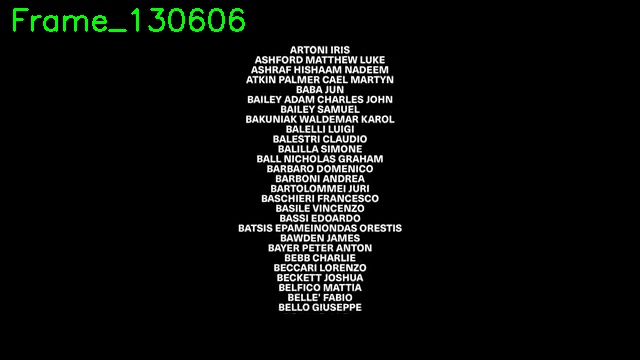 Frame_130606
ARTONI IRIS
ASHFORD MATTHEW LUKE
ASHRAF HISHAAM NADEEM
ATKIN PALMER CAEL MARTYN
BABA JUN
BAILEY ADAM CHARLES JOHN
BAILEY SAMUEL
BAKUNIAK WALDEMAR KAROL
BALELLI LUIGI
BALESTRI CLAUDIO
BALILLA SIMONE
BALL NICHOLAS GRAHAM
BARBARO DOMENICO
BARBONI ANDREA
BARTOLOMMEI JURI
BASCHIERI FRANCESCO
BASILE VINCENZO
BASSI EDOARDO
BATSIS EPAMEINONDAS ORESTIS
BAWDEN JAMES
BAYER PETER ANTON
BEBB CHARLIE
BECCARI LORENZO
BECKETT JOSHUA
BELFICO MATTIA
BELLE' FABIO
BELLO GIUSEPPE